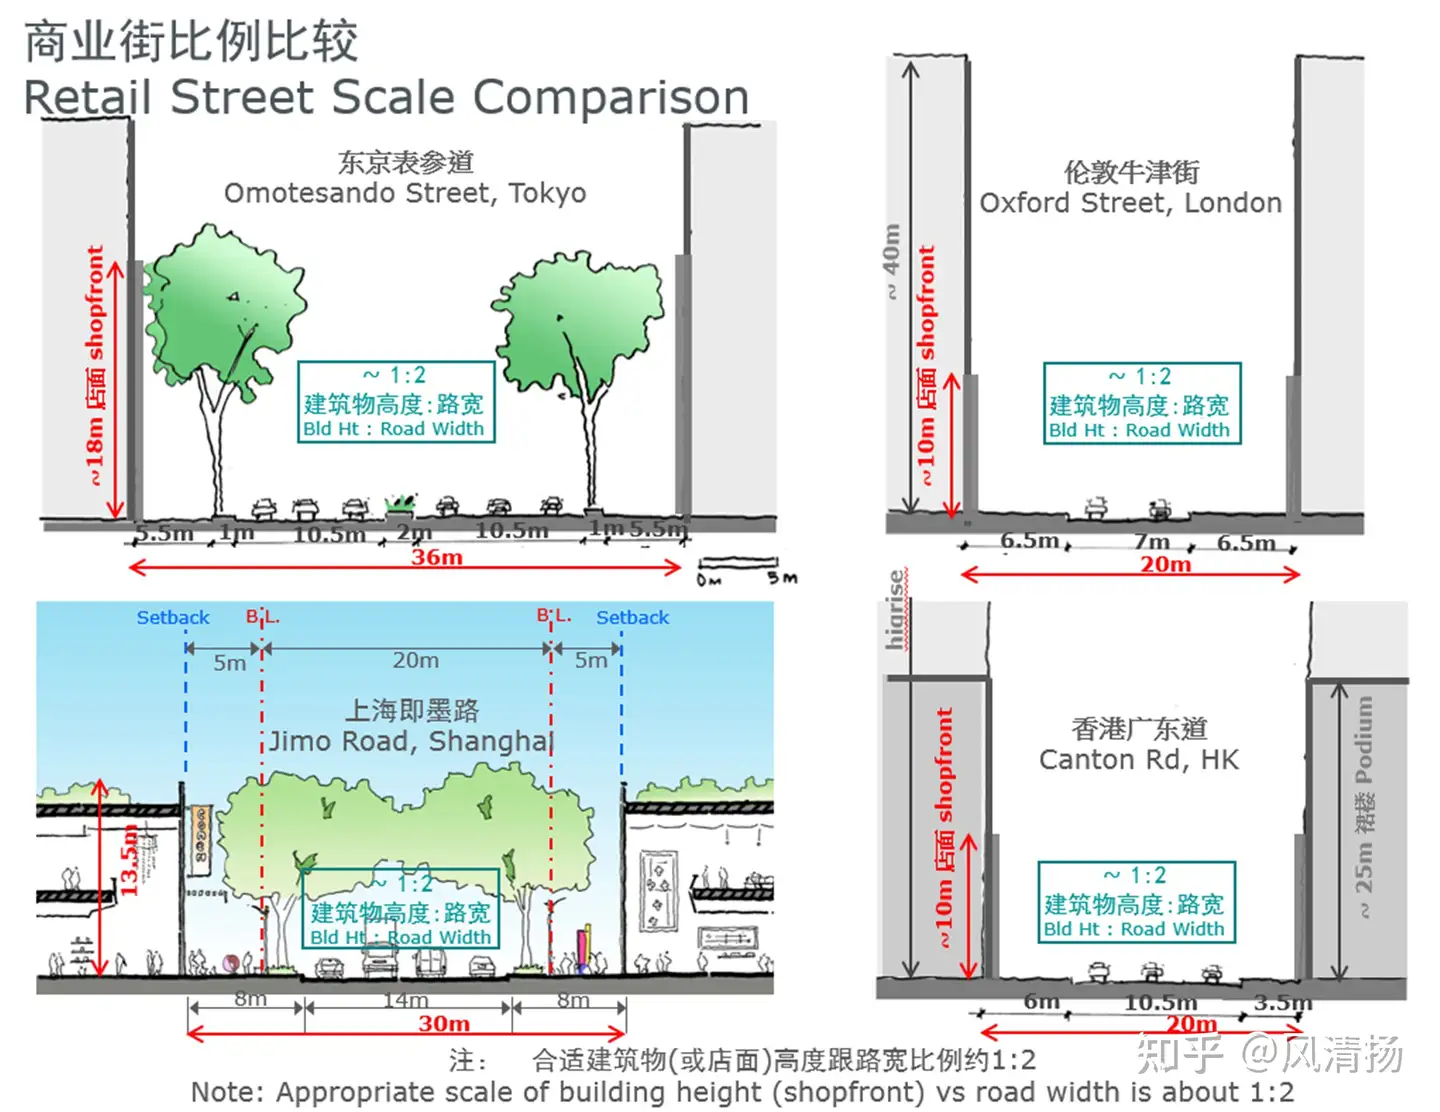 商业街比例比较
Retail Street Scale Comparison
东京表参道
Omotesando Street, Tokyo
~18m 店面 shopfront
~ 1:2
建筑物高度:路宽
Bld Ht : Road Width
5.5m 1m 10.5m 2m 10.5m 1m 5.5m
36m
0m 5m
伦敦牛津街
Oxford Street, London
~ 40m
~10m 店面 shopfront
~ 1:2
建筑物高度:路宽
Bld Ht : Road Width
6.5m 7m 6.5m
20m
Setback B.L. B.L. Setback
5m 20m 5m
上海即墨路
Jimo Road, Shanghai
13.5m
~ 1:2
建筑物高度:路宽
Bld Ht : Road Width
8m 14m 8m
30m
higrise
香港广东道
Canton Rd, HK
~10m 店面 shopfront
~ 25m 裙楼 Podium
~ 1:2
建筑物高度:路宽
Bld Ht : Road Width
6m 10.5m 3.5m
20m
注： 合适建筑物(或店面)高度跟路宽比例约1:2
Note: Appropriate scale of building height (shopfront) vs road width is about 1:2
知乎 @风清扬